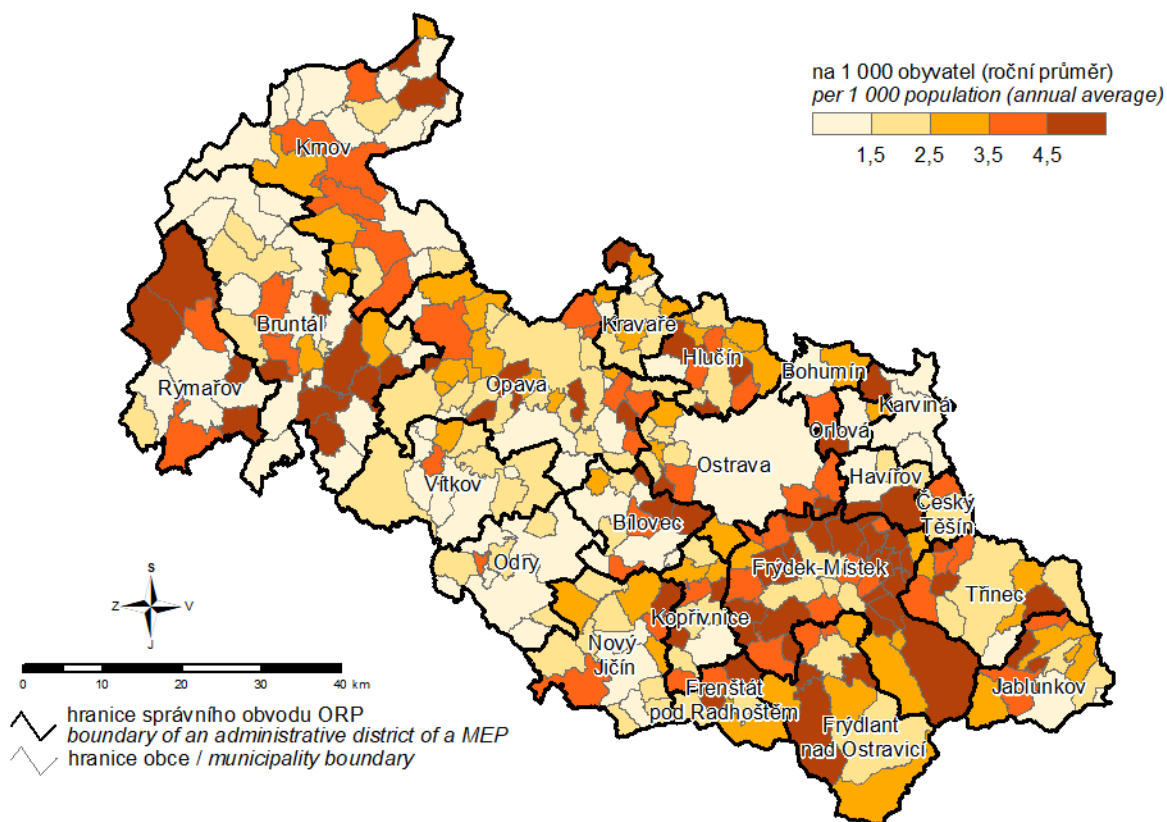 na 1 000 obyvatel (roční průměr)
per 1 000 population (annual average)
1,5 2,5 3,5 4,5
Krnov
Bruntál
Rýmařov
Kravaře
Hlučín
Opava
Bohumín
Karviná
Orlová
Ostrava
Havířov
Český
Těšín
Vítkov
Bílovec
Odry
Frýdek-Místek
Třinec
Kopřivnice
Nový
Jičín
Jablunkov
Frenštát
pod Radhoštěm
Frýdlant
nad Ostravicí
S
Z V
J
0 10 20 30 40 km
hranice správního obvodu ORP
boundary of an administrative district of a MEP
hranice obce / municipality boundary